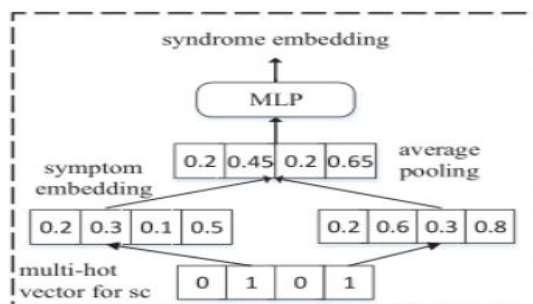 syndrome embedding
MLP
0.2 0.45 0.2 0.65
average
pooling
symptom
embedding
0.2 0.3 0.1 0.5
0.2 0.6 0.3 0.8
multi-hot
vector for sc
0 1 0 1